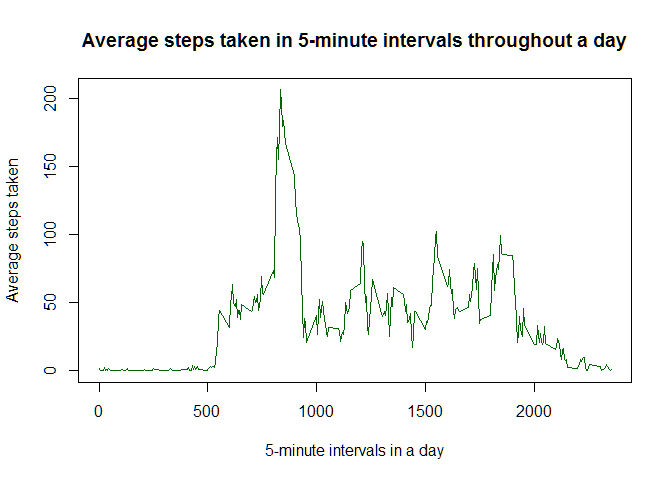 Average steps taken in 5-minute intervals throughout a day
Average steps taken
200
150
100
50
0
0 500 1000 1500 2000
5-minute intervals in a day